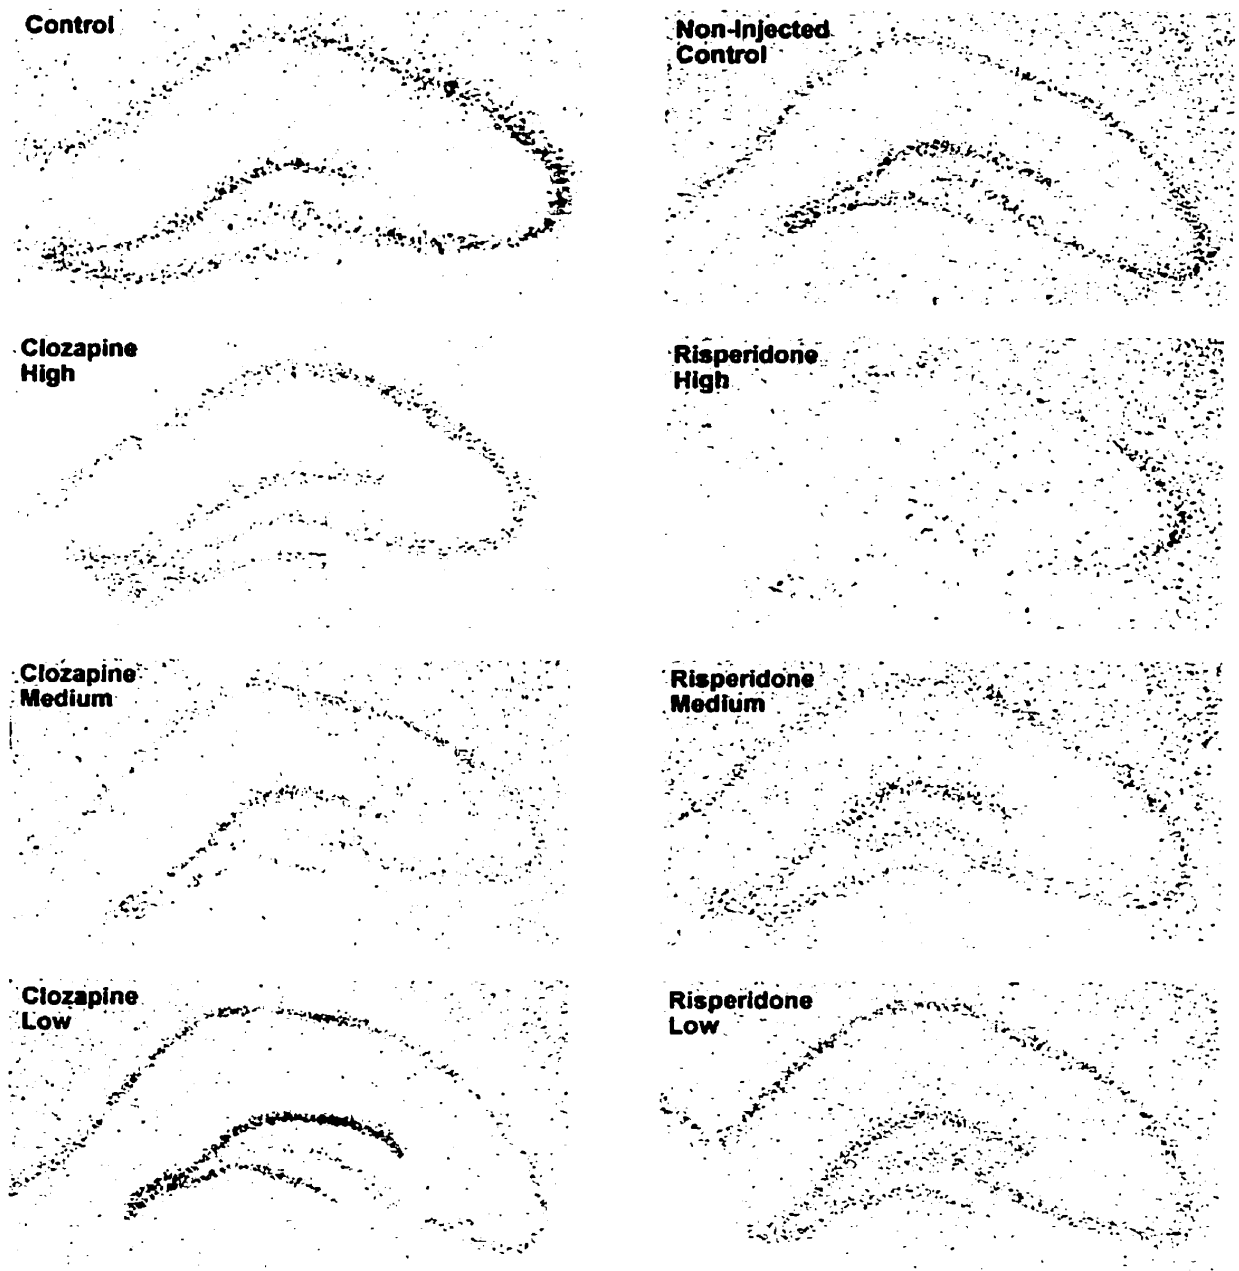 Control
Non-Injected
Control
Clozapine
High
Risperidone
High
Clozapine
Medium
Risperidone
Medium
Clozapine
Low
Risperidone
Low